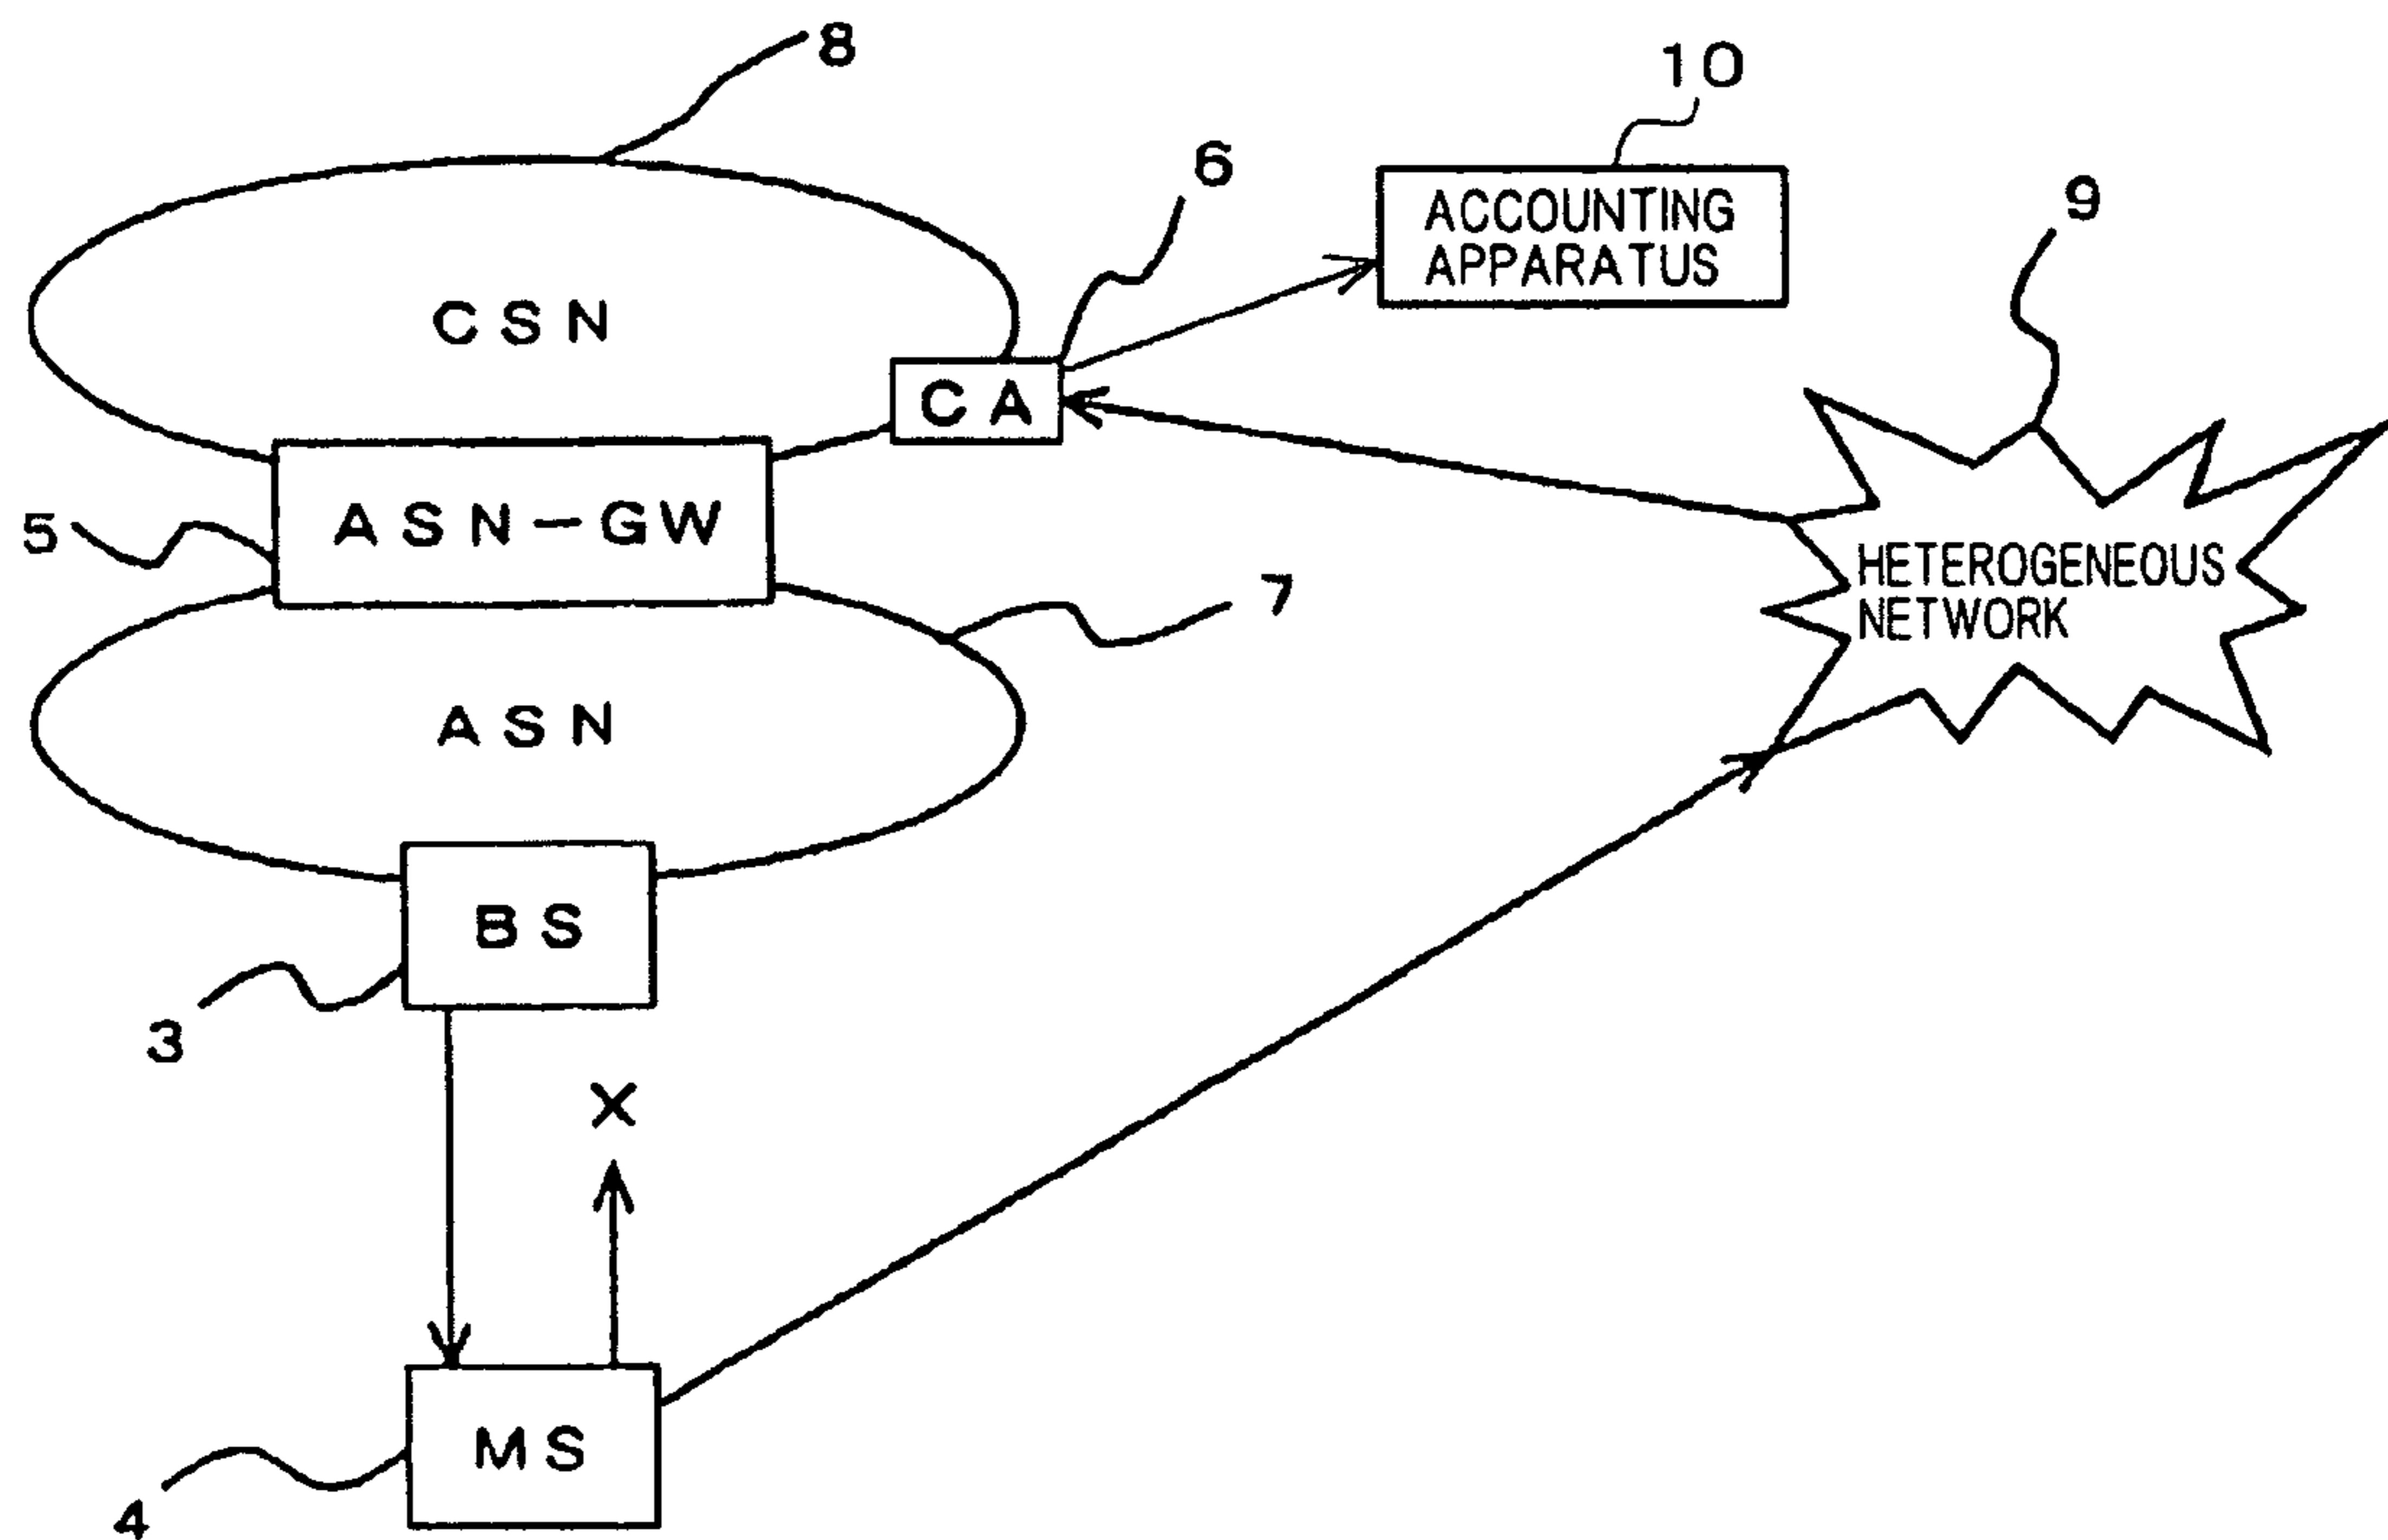 8
10
6
ACCOUNTING
APPARATUS
9
CSN
CA
5
ASN-GW
HETEROGENEOUS
NETWORK
7
ASN
BS
3
X
MS
4